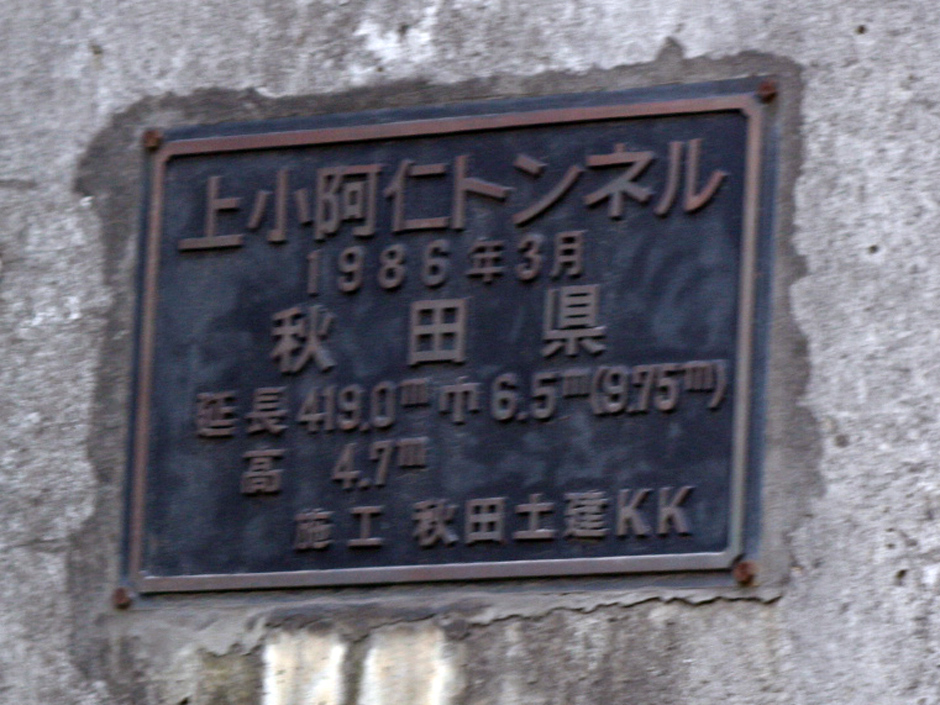 上小阿仁トンネル
1986年3月
秋田県
延長419.0m巾6.5m(9.75m)
高 4.7m
施工 秋田土建KK